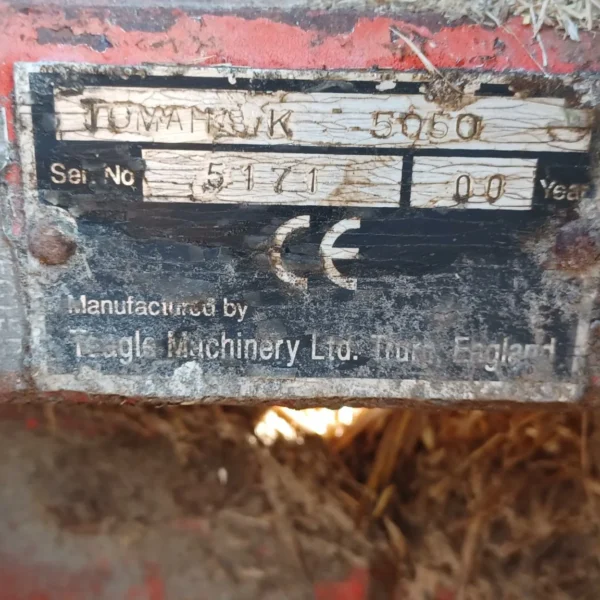 TOMAHAWK 5050
Ser. No 5171 00 Year
CE
Manufactured by
Teagle Machinery Ltd. Truro, England